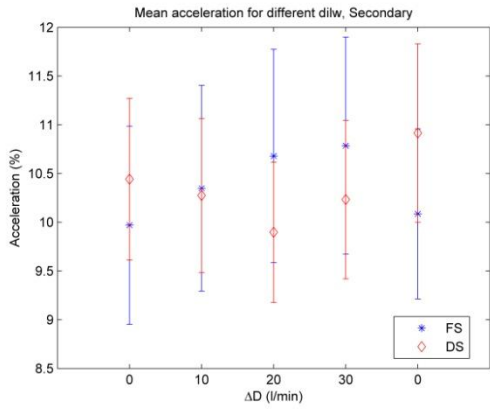 Mean acceleration for different dilw, Secondary
12
11.5
11
10.5
10
9.5
9
8.5
Acceleration (%)
0 10 20 30 0
ΔD (l/min)
FS
DS